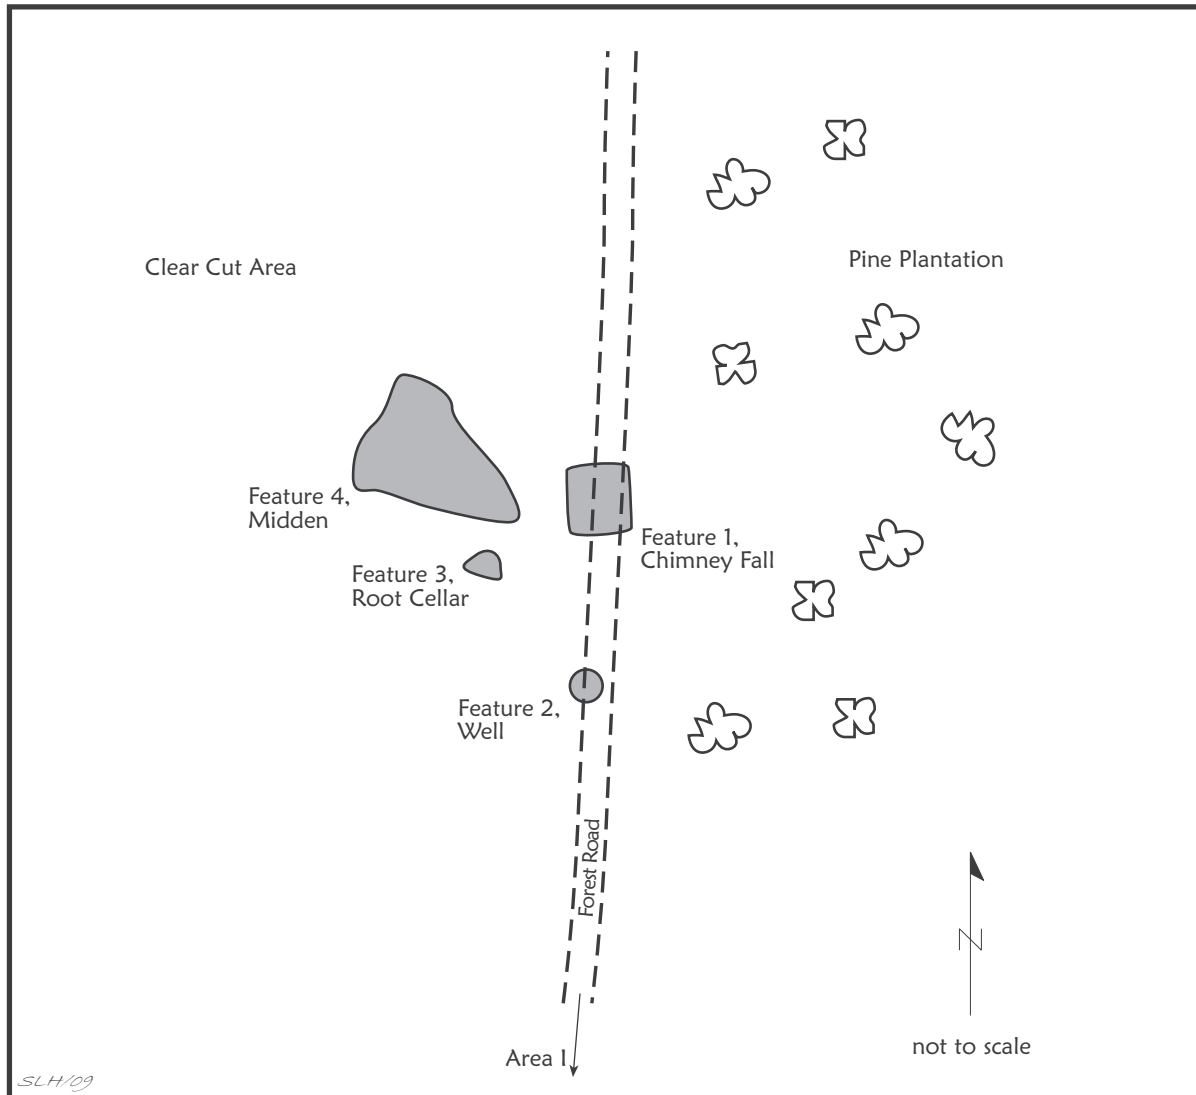 Clear Cut Area
Pine Plantation
Feature 4,
Midden
Feature 1,
Chimney Fall
Feature 3,
Root Cellar
Feature 2,
Well
Forest Road
N
not to scale
Area 1
SLH/09